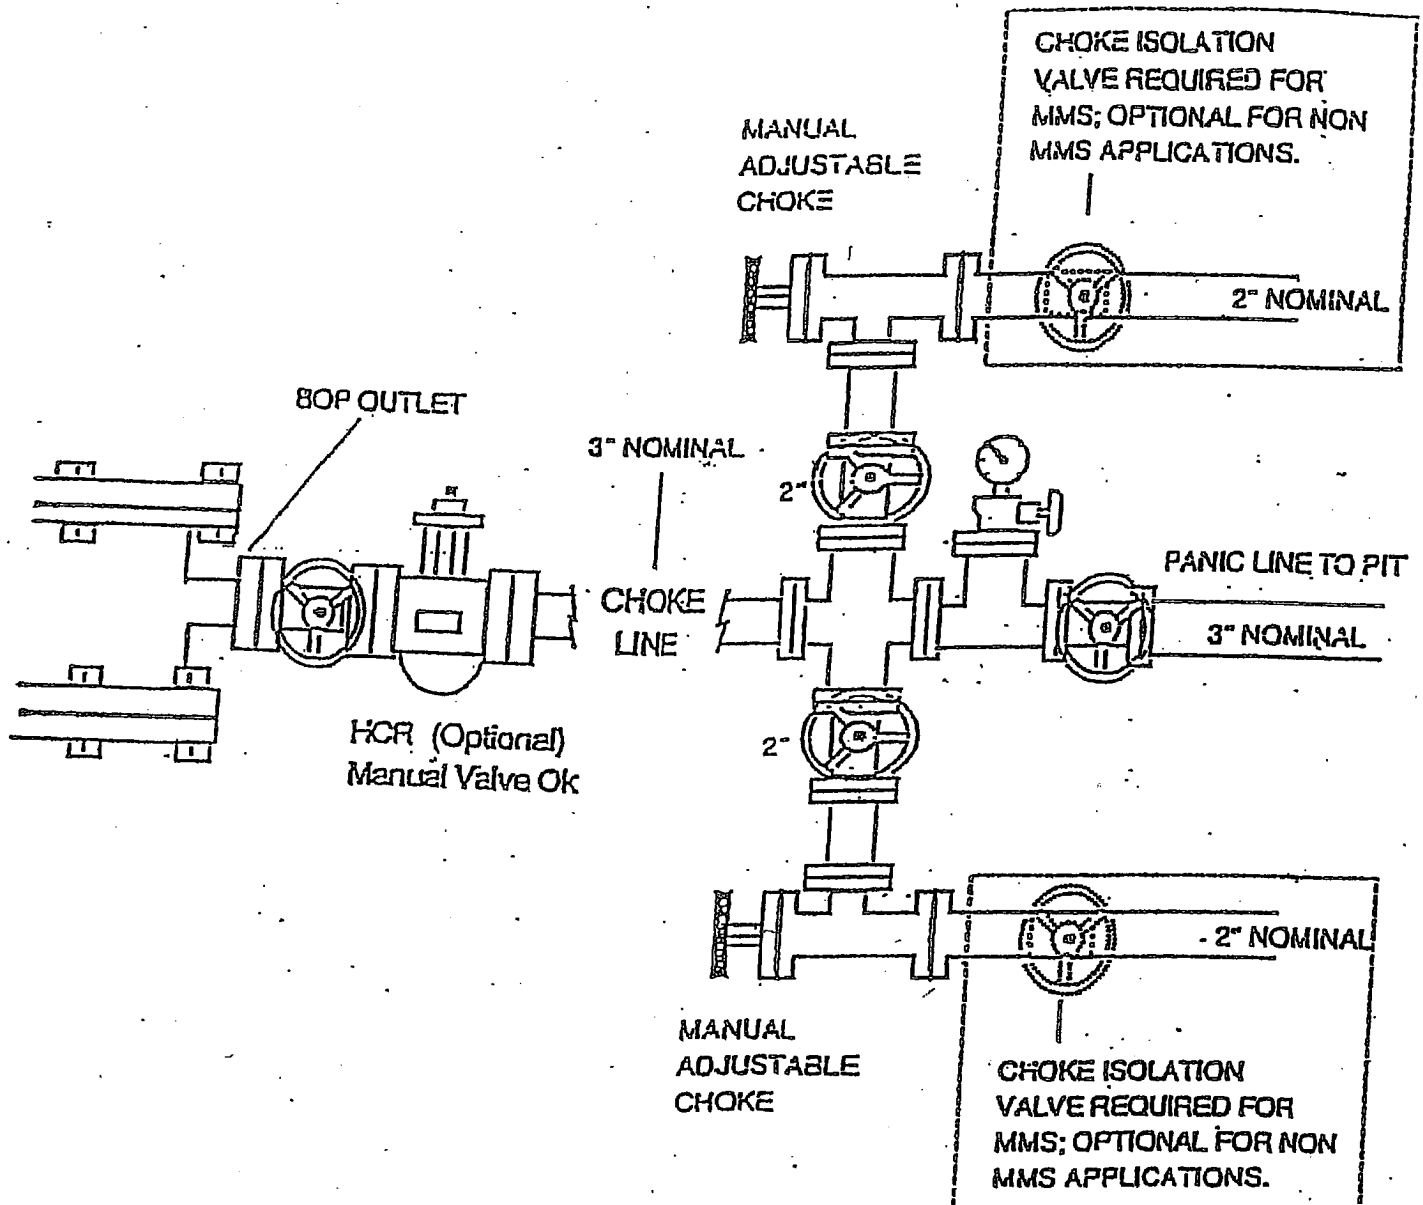 CHOKE ISOLATION
VALVE REQUIRED FOR
MMS; OPTIONAL FOR NON
MMS APPLICATIONS.
MANUAL
ADJUSTABLE
CHOKE
2" NOMINAL
BOP OUTLET
3" NOMINAL
2"
PANIC LINE TO PIT
CHOKE
LINE
3" NOMINAL
HCR (Optional)
Manual Valve Ok
2"
2" NOMINAL
MANUAL
ADJUSTABLE
CHOKE
CHOKE ISOLATION
VALVE REQUIRED FOR
MMS; OPTIONAL FOR NON
MMS APPLICATIONS.